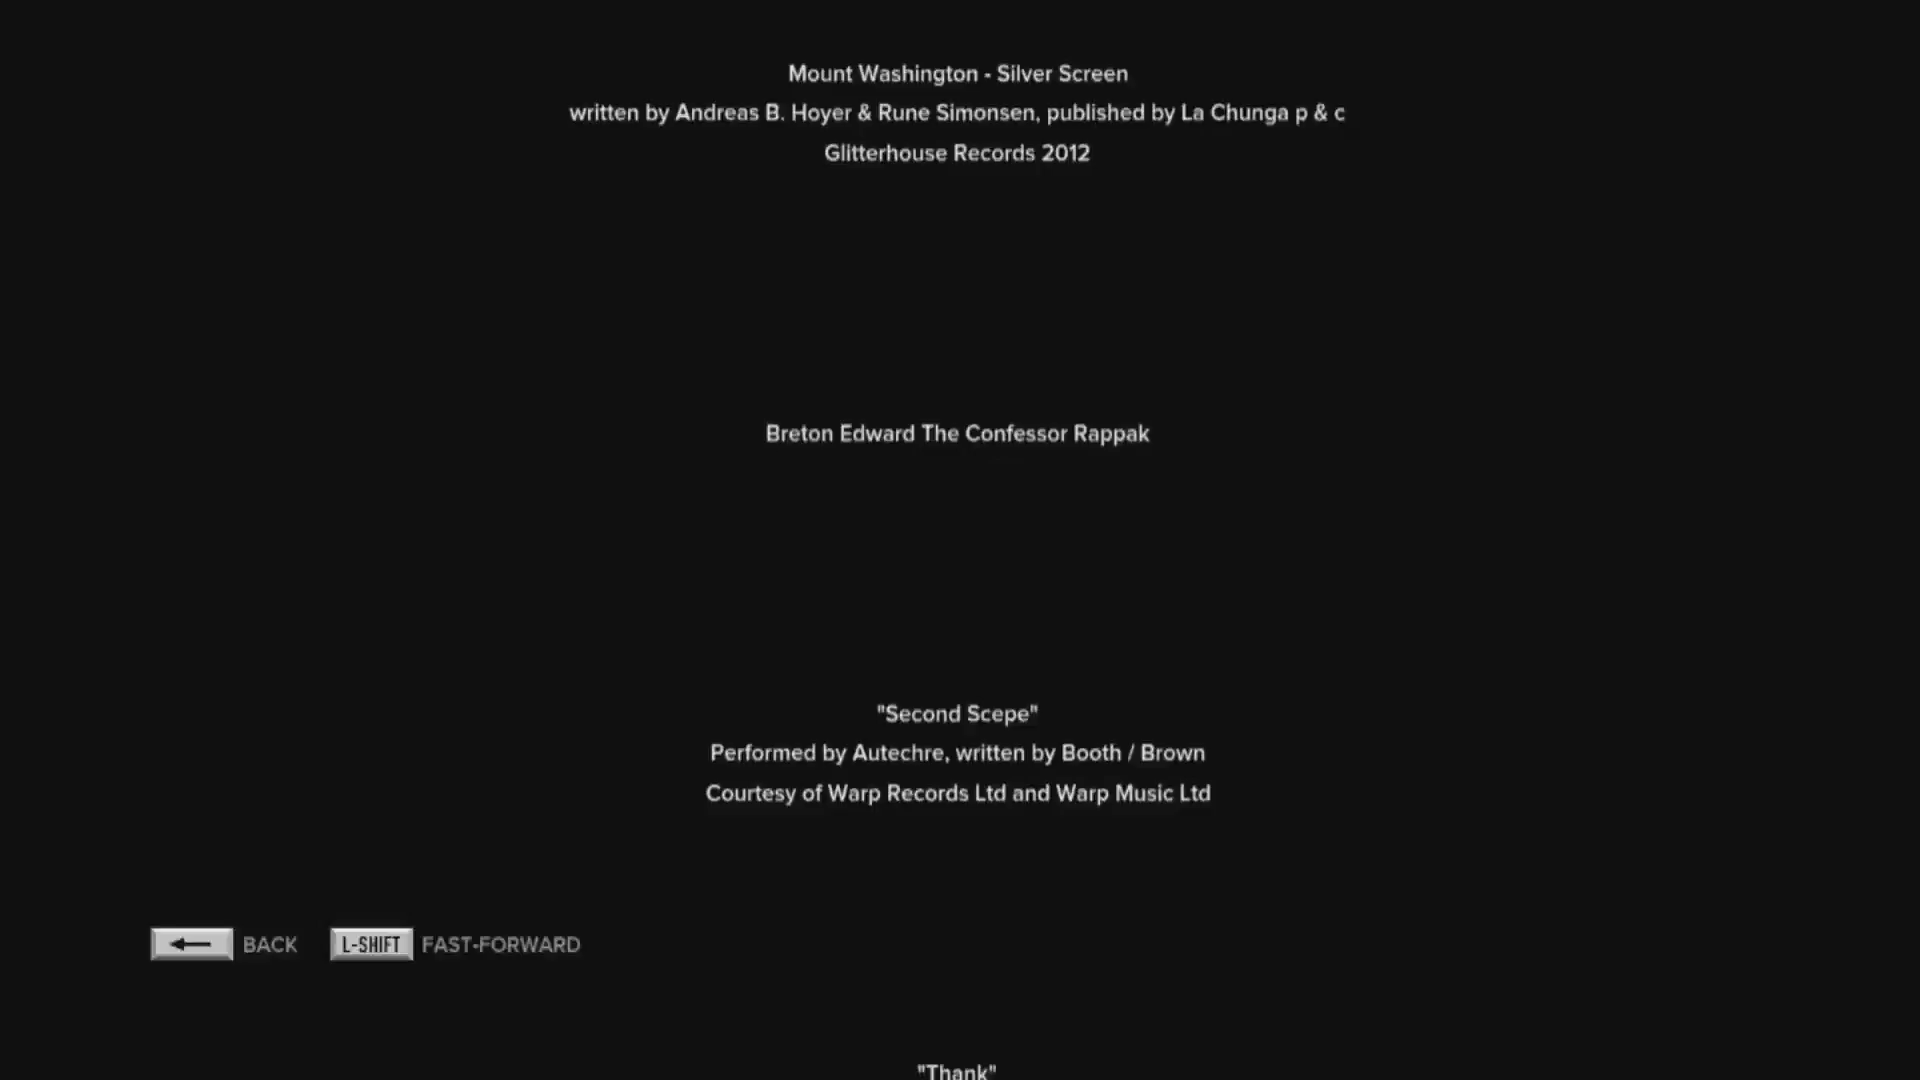 Mount Washington - Silver Screen
written by Andreas B. Hoyer & Rune Simonsen, published by La Chunga p & c
Glitterhouse Records 2012
Breton Edward The Confessor Rappak
"Second Scepe"
Performed by Autechre, written by Booth / Brown
Courtesy of Warp Records Ltd and Warp Music Ltd
BACK L-SHIFT FAST-FORWARD
"Thank"